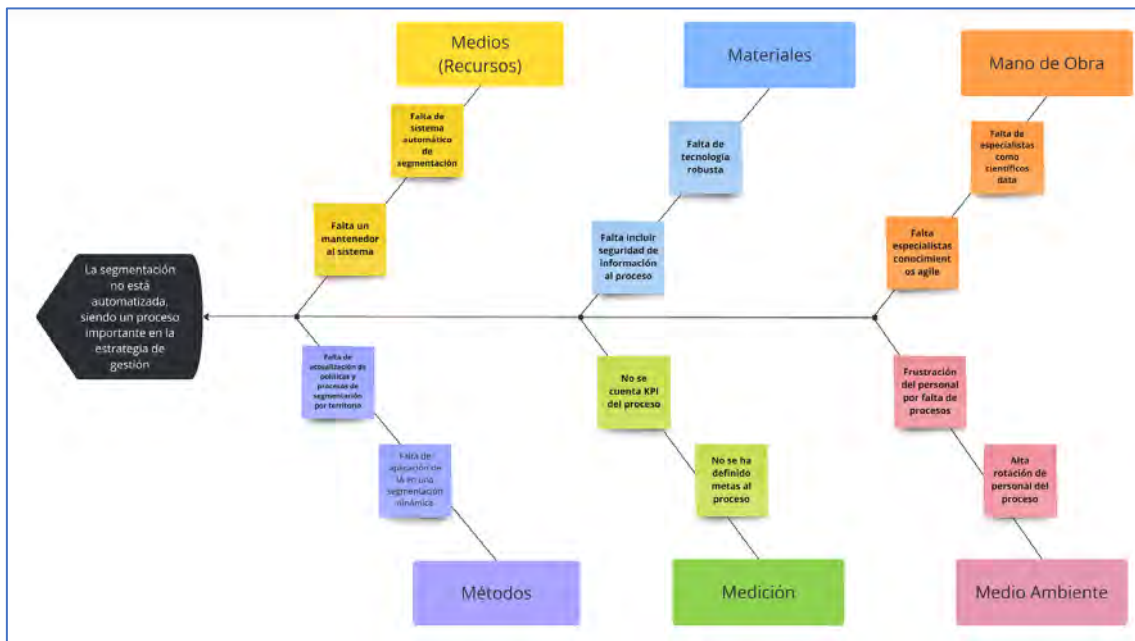 Medios
(Recursos)
Materiales
Mano de Obra
Falta de
sistema
automático
de
segmentación
Falta de
tecnología
robusta
Falta de
especialistas
como
científicos
data
Falta un
mantenedor
al sistema
Falta incluir
seguridad de
información
al proceso
Falta
especialistas
conocimient
os agile
La segmentación
no está
automatizada,
siendo un proceso
importante en la
estrategia de
gestión
Falta de
actualización de
políticas y
procesos de
segmentación
por territorio
No se
cuenta KPI
del proceso
Frustración
del personal
por falta de
procesos
Falta de
aplicación de
IA en una
segmentación
dinámica
No se ha
definido
metas al
proceso
Alta
rotación de
personal del
proceso
Métodos
Medición
Medio Ambiente